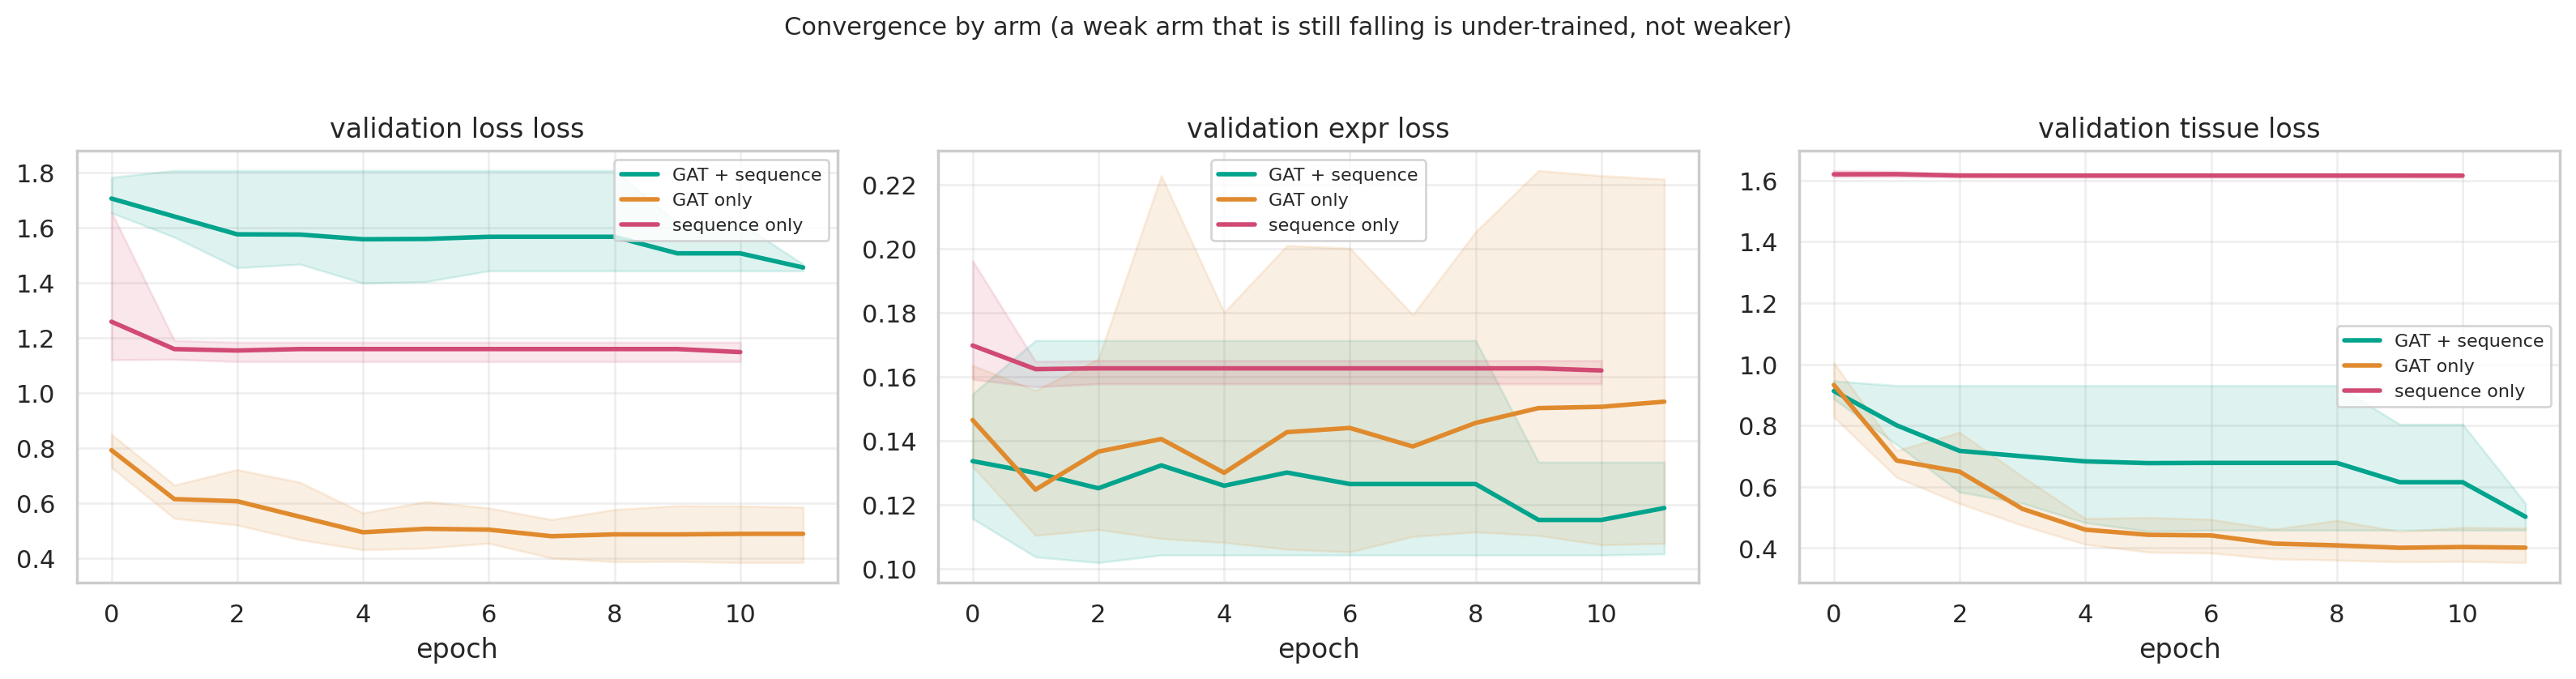 Convergence by arm (a weak arm that is still falling is under-trained, not weaker)
validation loss loss
1.8
1.6
1.4
1.2
1.0
0.8
0.6
0.4
0 2 4 6 8 10
epoch
GAT + sequence
GAT only
sequence only
validation expr loss
0.22
0.20
0.18
0.16
0.14
0.12
0.10
0 2 4 6 8 10
epoch
GAT + sequence
GAT only
sequence only
validation tissue loss
1.6
1.4
1.2
1.0
0.8
0.6
0.4
0 2 4 6 8 10
epoch
GAT + sequence
GAT only
sequence only